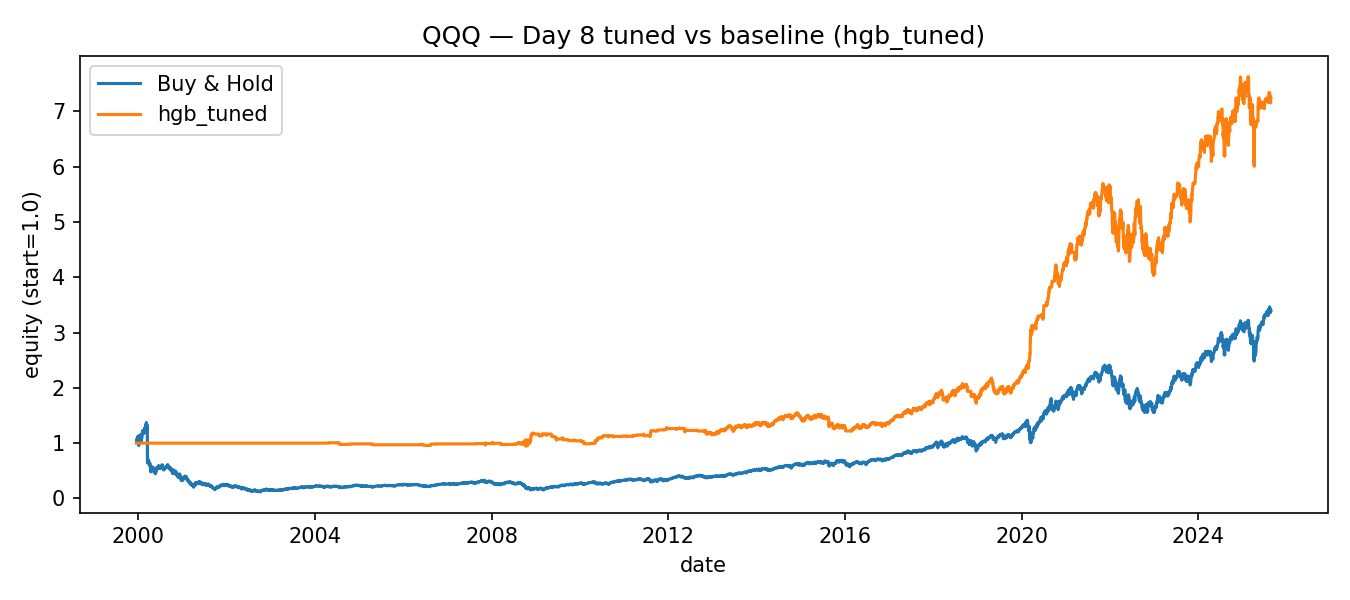 QQQ — Day 8 tuned vs baseline (hgb_tuned)
Buy & Hold
hgb_tuned
equity (start=1.0)
7
6
5
4
3
2
1
0
2000 2004 2008 2012 2016 2020 2024
date